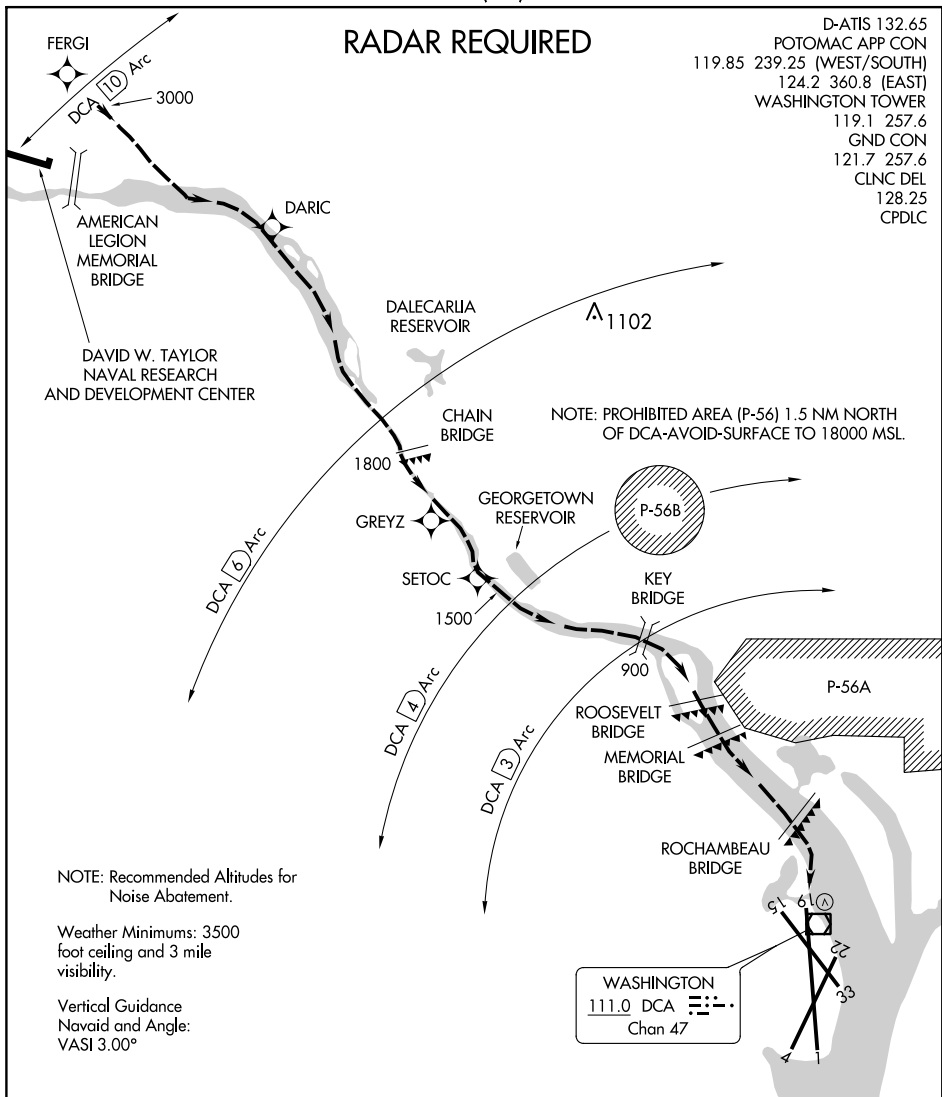 RADAR REQUIRED
D-ATIS 132.65
POTOMAC APP CON
119.85 239.25 (WEST/SOUTH)
124.2 360.8 (EAST)
WASHINGTON TOWER
119.1 257.6
GND CON
121.7 257.6
CLNC DEL
128.25
CPDLC
FERGI
DCA 10 Arc
3000
AMERICAN
LEGION
MEMORIAL
BRIDGE
DARIC
DAVID W. TAYLOR
NAVAL RESEARCH
AND DEVELOPMENT CENTER
DALECARLIA
RESERVOIR
1102
CHAIN
BRIDGE
1800
NOTE: PROHIBITED AREA (P-56) 1.5 NM NORTH
OF DCA-AVOID-SURFACE TO 18000 MSL.
GREYZ
GEORGETOWN
RESERVOIR
P-56B
DCA 6 Arc
SETOC
1500
KEY
BRIDGE
900
P-56A
DCA 4 Arc
ROOSEVELT
BRIDGE
MEMORIAL
BRIDGE
DCA 3 Arc
ROCHAMBEAU
BRIDGE
NOTE: Recommended Altitudes for
Noise Abatement.
Weather Minimums: 3500
foot ceiling and 3 mile
visibility.
Vertical Guidance
Navaid and Angle:
VASI 3.00°
15
19
V
22
33
4
1
WASHINGTON
111.0 DCA
Chan 47